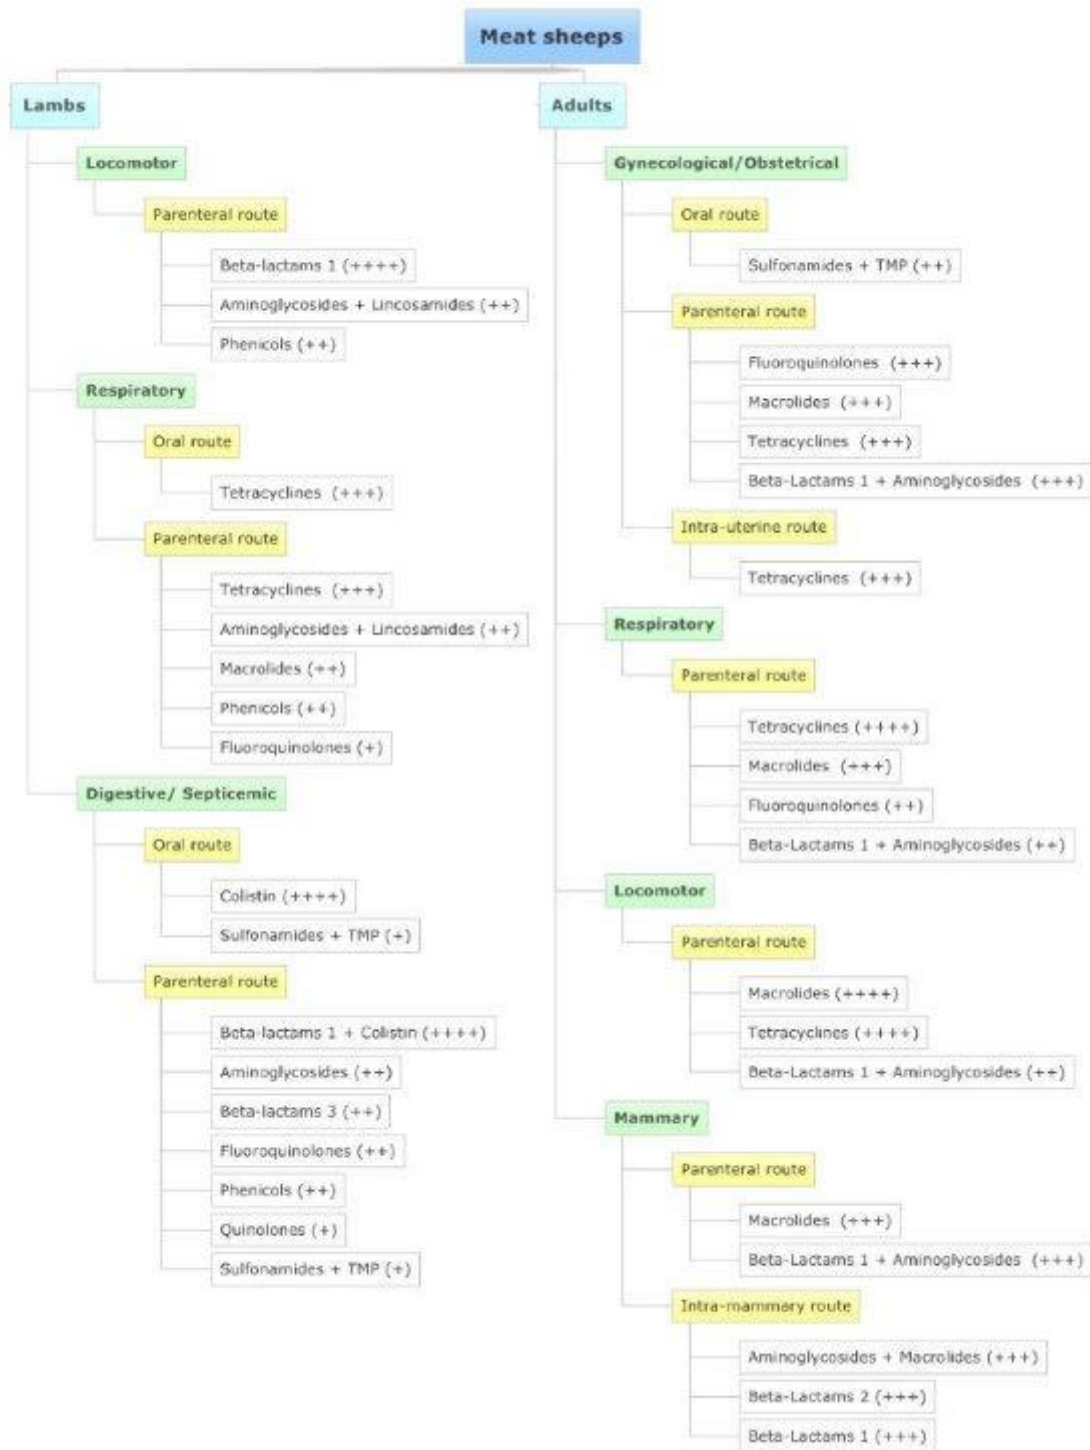 Meat sheeps
Lambs
Locomotor
Parenteral route
Beta-lactams 1 (++++)
Aminoglycosides + Lincosamides (++)
Phenicols (++)
Respiratory
Oral route
Tetracyclines (+++)
Parenteral route
Tetracyclines (+++)
Aminoglycosides + Lincosamides (++)
Macrolides (++)
Phenicols (++)
Fluoroquinolones (+)
Digestive/ Septicemic
Oral route
Colistin (++++)
Sulfonamides + TMP (+)
Parenteral route
Beta-lactams 1 + Colistin (++++)
Aminoglycosides (++)
Beta-lactams 3 (++)
Fluoroquinolones (++)
Phenicols (++)
Quinolones (+)
Sulfonamides + TMP (+)
Adults
Gynecological/Obstetrical
Oral route
Sulfonamides + TMP (++)
Parenteral route
Fluoroquinolones (+++)
Macrolides (+++)
Tetracyclines (+++)
Beta-Lactams 1 + Aminoglycosides (+++)
Intra-uterine route
Tetracyclines (+++)
Respiratory
Parenteral route
Tetracyclines (++++)
Macrolides (+++)
Fluoroquinolones (++)
Beta-Lactams 1 + Aminoglycosides (++)
Locomotor
Parenteral route
Macrolides (++++)
Tetracyclines (++++)
Beta-Lactams 1 + Aminoglycosides (++)
Mammary
Parenteral route
Macrolides (+++)
Beta-Lactams 1 + Aminoglycosides (+++)
Intra-mammary route
Aminoglycosides + Macrolides (+++)
Beta-Lactams 2 (+++)
Beta-Lactams 1 (+++)